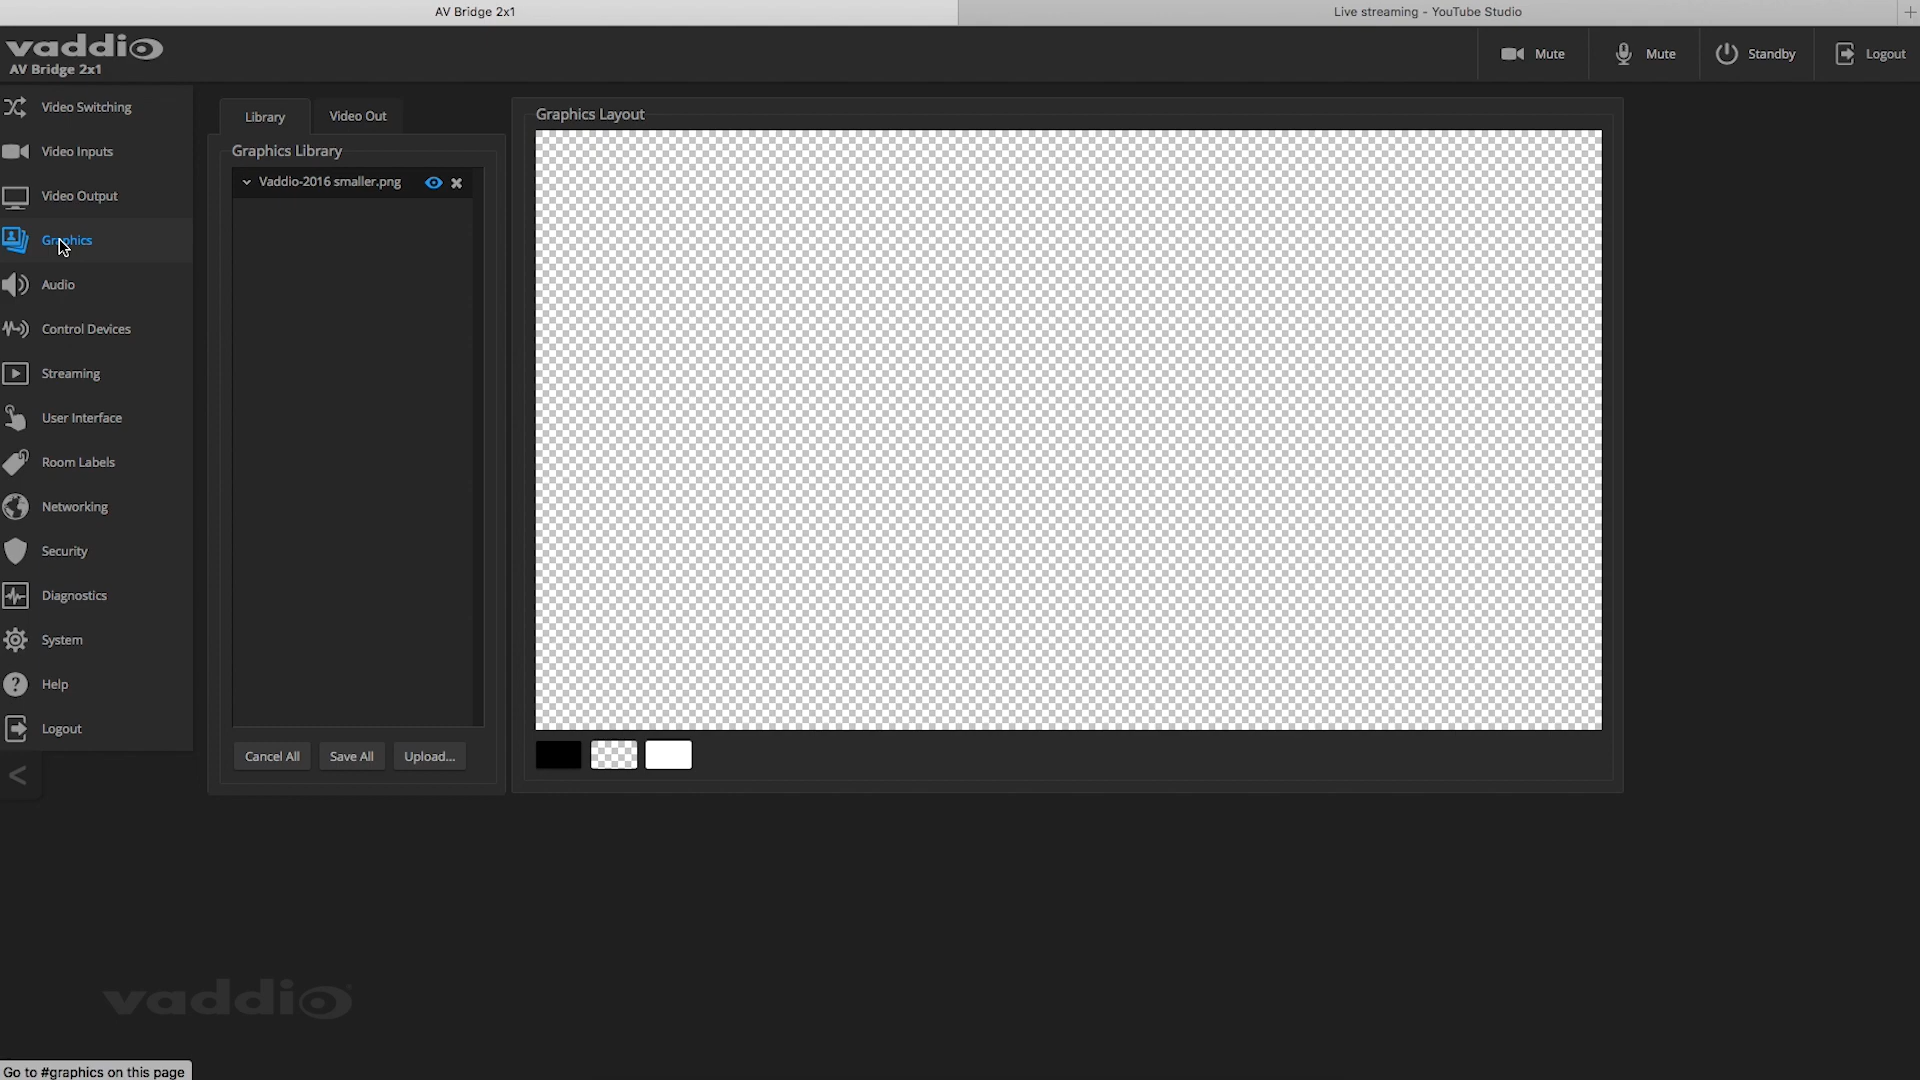 AV Bridge 2x1
Live streaming - YouTube Studio
+
vaddio
AV Bridge 2x1
Mute
Mute
Standby
Logout
Video Switching
Video Inputs
Video Output
Graphics
Audio
Control Devices
Streaming
User Interface
Room Labels
Networking
Security
Diagnostics
System
Help
Logout
<
Library
Video Out
Graphics Library
Vaddio-2016 smaller.png
Cancel All
Save All
Upload...
Graphics Layout
vaddio
Go to #graphics on this page